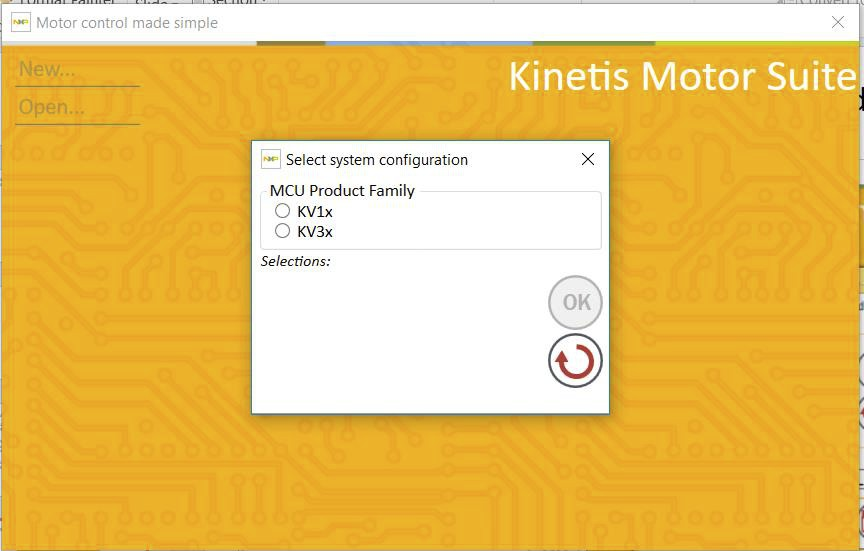 Motor control made simple
New...
Open...
Kinetis Motor Suite
NXP
Select system configuration
MCU Product Family
KV1x
KV3x
Selections:
OK